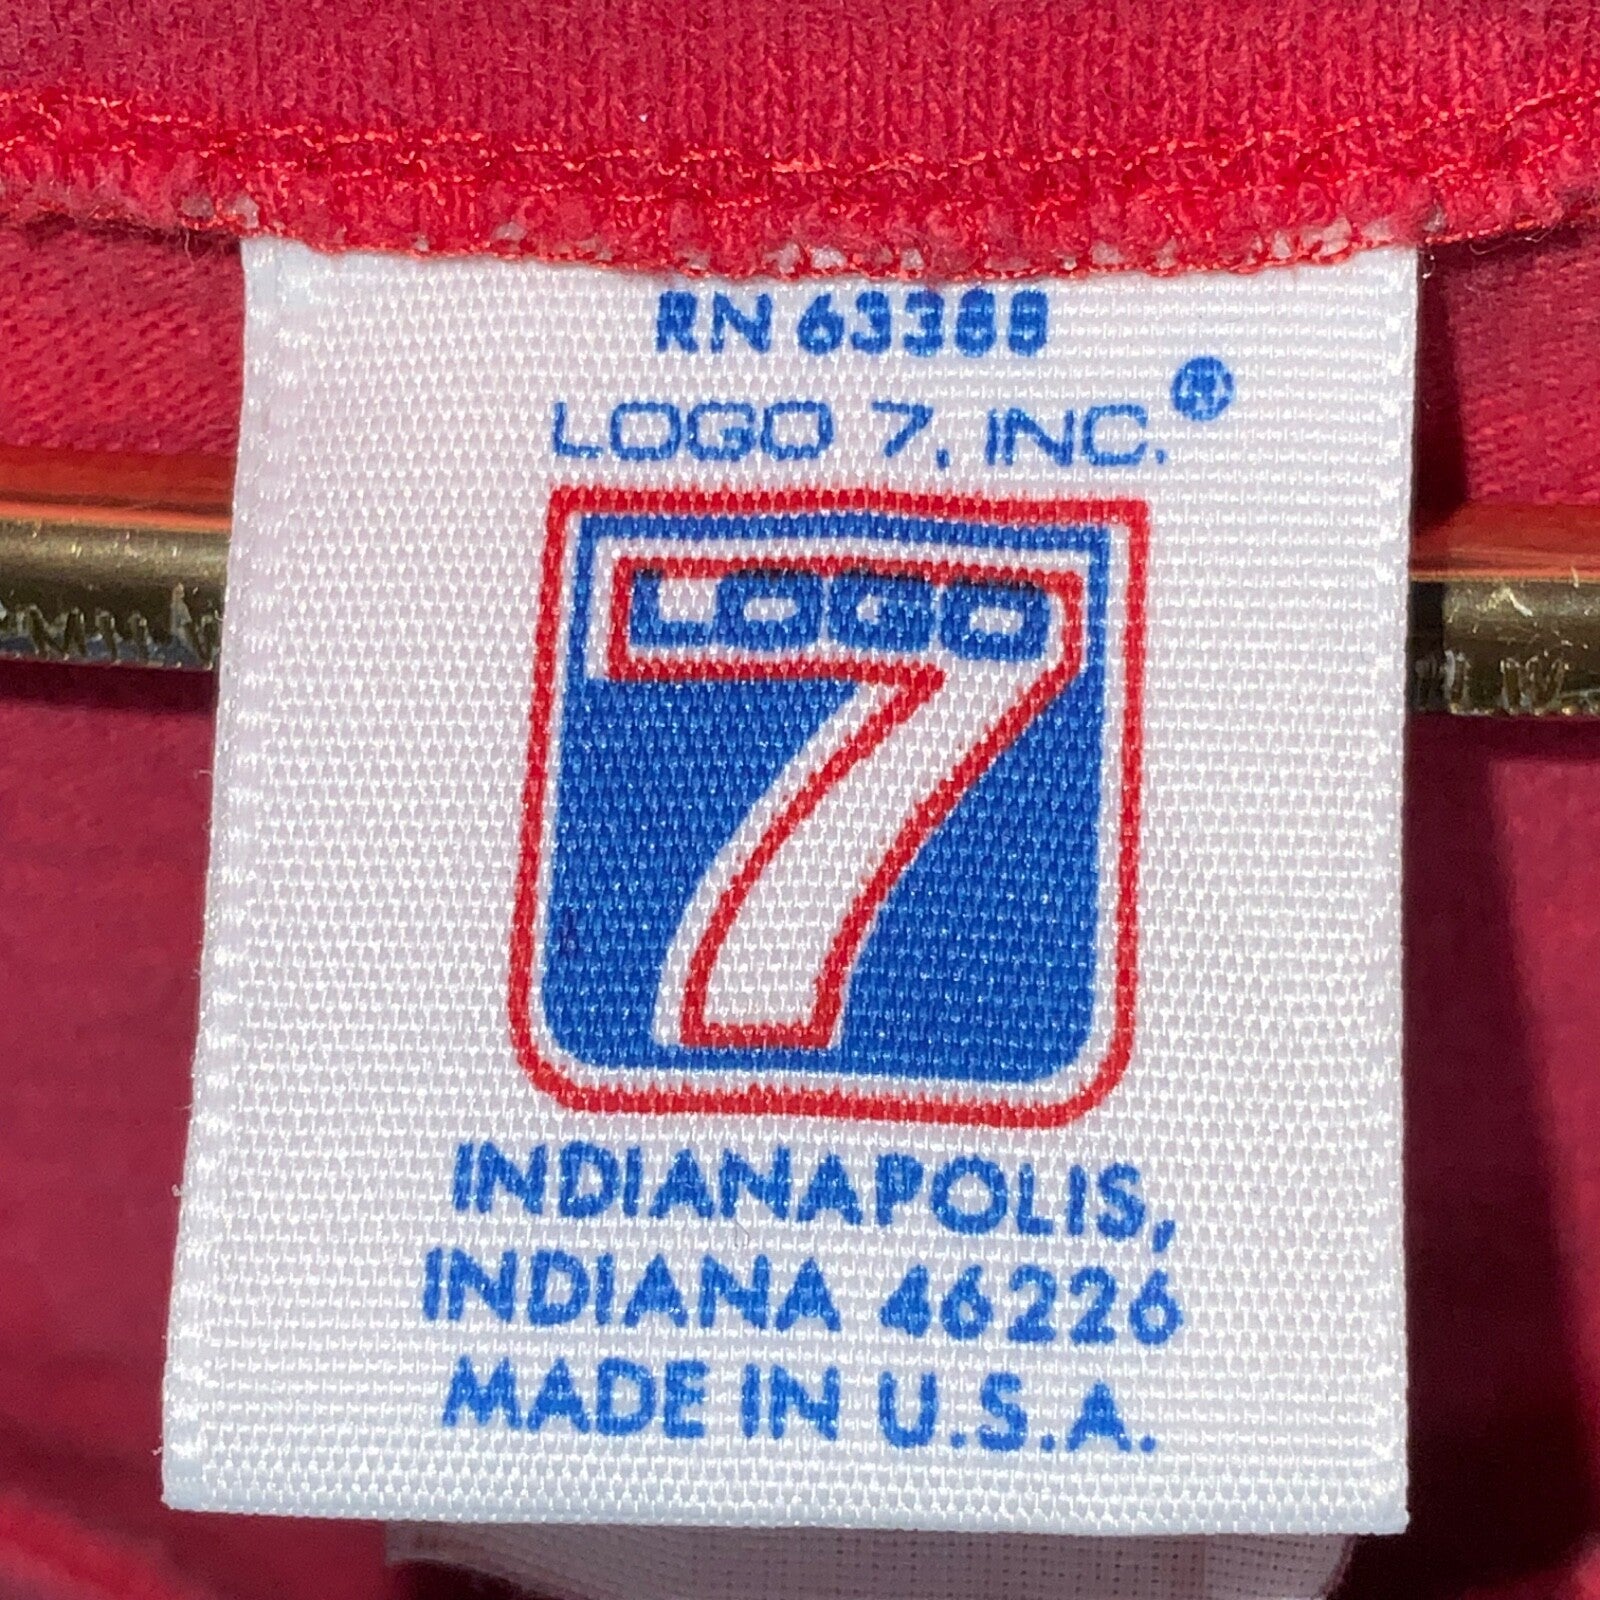 RN 63388
LOGO 7, INC.®
LOGO
7
INDIANAPOLIS,
INDIANA 46226
MADE IN U.S.A.